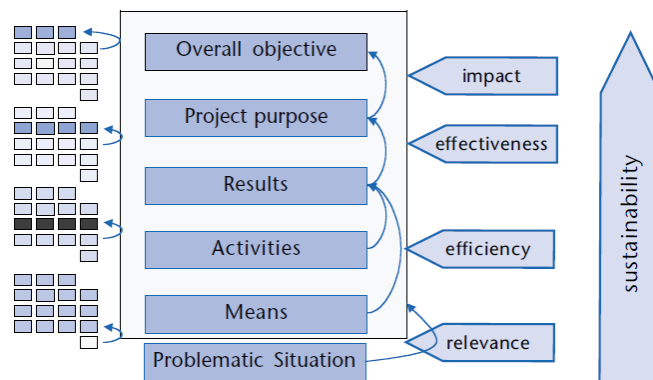 Overall objective
impact
Project purpose
effectiveness
Results
Activities
efficiency
Means
relevance
Problematic Situation
sustainability